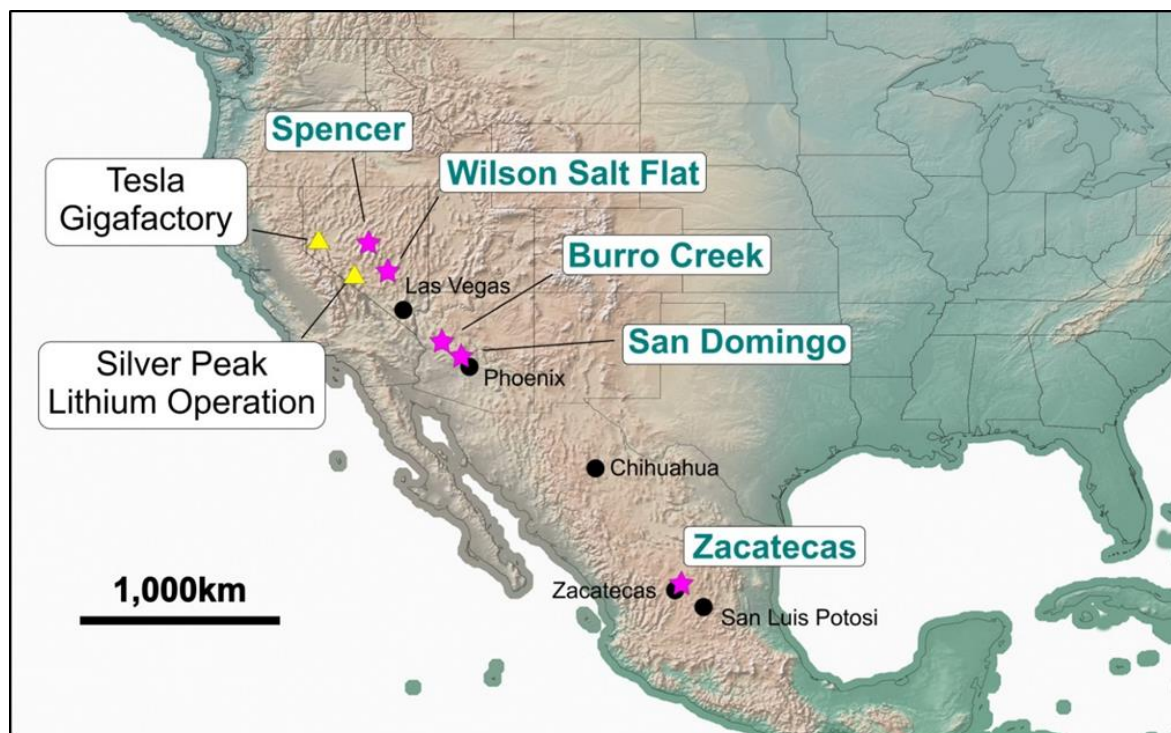 Spencer
Tesla
Gigafactory
Wilson Salt Flat
Burro Creek
Las Vegas
San Domingo
Silver Peak
Lithium Operation
Phoenix
Chihuahua
Zacatecas
1,000km
Zacatecas
San Luis Potosi